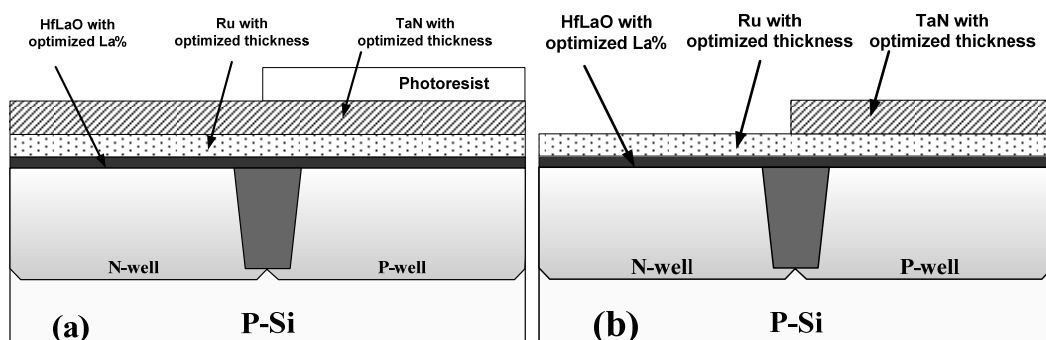 HfLaO with
optimized La%
Ru with
optimized thickness
TaN with
optimized thickness
Photoresist
N-well
P-well
(a)
P-Si
HfLaO with
optimized La%
Ru with
optimized thickness
TaN with
optimized thickness
N-well
P-well
(b)
P-Si